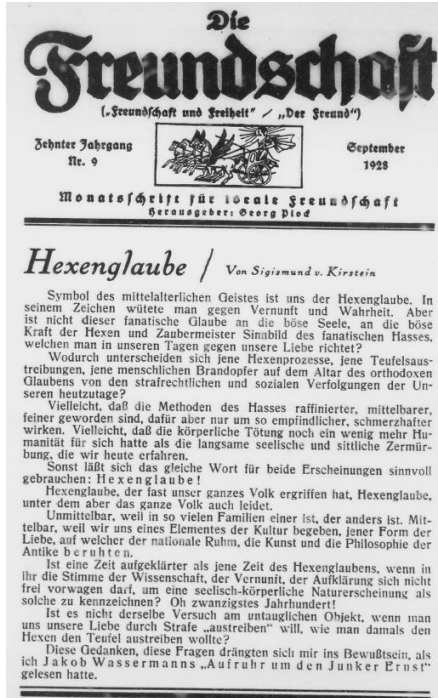 Die
Freundschaft
(„Freundschaft und Freiheit“ / „Der Freund“)
Zehnter Jahrgang
Nr. 9
September
1928
Monatsschrift für ideale Freundschaft
Herausgeber: Georg Plock
Hexenglaube / Von Sigismund v. Kirstein
Symbol des mittelalterlichen Geistes ist uns der Hexenglaube. In
seinem Zeichen wütete man gegen Vernunft und Wahrheit. Aber
ist nicht dieser fanatische Glaube an die böse Seele, an die böse
Kraft der Hexen und Zaubermeister Sinnbild des fanatischen Hasses,
welchen man in unseren Tagen gegen unsere Liebe richtet?
Wodurch unterscheiden sich jene Hexenprozesse, jene Teufelsaus-
treibungen, jene menschlichen Brandopfer auf dem Altar des orthodoxen
Glaubens von den strafrechtlichen und sozialen Verfolgungen der Un-
seren heutzutage?
Vielleicht, daß die Methoden des Hasses raffinierter, mittelbarer,
feiner geworden sind, dafür aber nur um so empfindlicher, schmerzhafter
wirken. Vielleicht, daß die körperliche Tötung noch ein wenig mehr Hu-
manität für sich hatte als die langsame seelische und sittliche Zermür-
bung, die wir heute erfahren.
Sonst läßt sich das gleiche Wort für beide Erscheinungen sinnvoll
gebrauchen: Hexenglaube!
Hexenglaube, der fast unser ganzes Volk ergriffen hat, Hexenglaube,
unter dem aber das ganze Volk auch leidet.
Unmittelbar, weil in so vielen Familien einer ist, der anders ist. Mit-
telbar, weil wir uns eines Elementes der Kultur begeben, jener Form der
Liebe, auf welcher der nationale Ruhm, die Kunst und die Philosophie der
Antike beruhten.
Ist eine Zeit aufgeklärter als jene Zeit des Hexenglaubens, wenn in
ihr die Stimme der Wissenschaft, der Vernunft, der Aufklärung sich nicht
frei vorwagen darf, um eine seelisch-körperliche Naturerscheinung als
solche zu kennzeichnen? Oh zwanzigstes Jahrhundert!
Ist es nicht derselbe Versuch am untauglichen Objekt, wenn man
uns unsere Liebe durch Strafe „austreiben“ will, wie man damals den
Hexen den Teufel austreiben wollte?
Diese Gedanken, diese Fragen drängten sich mir ins Bewußtsein, als
ich Jakob Wassermanns „Aufruhr um den Junker Ernst“
gelesen hatte.